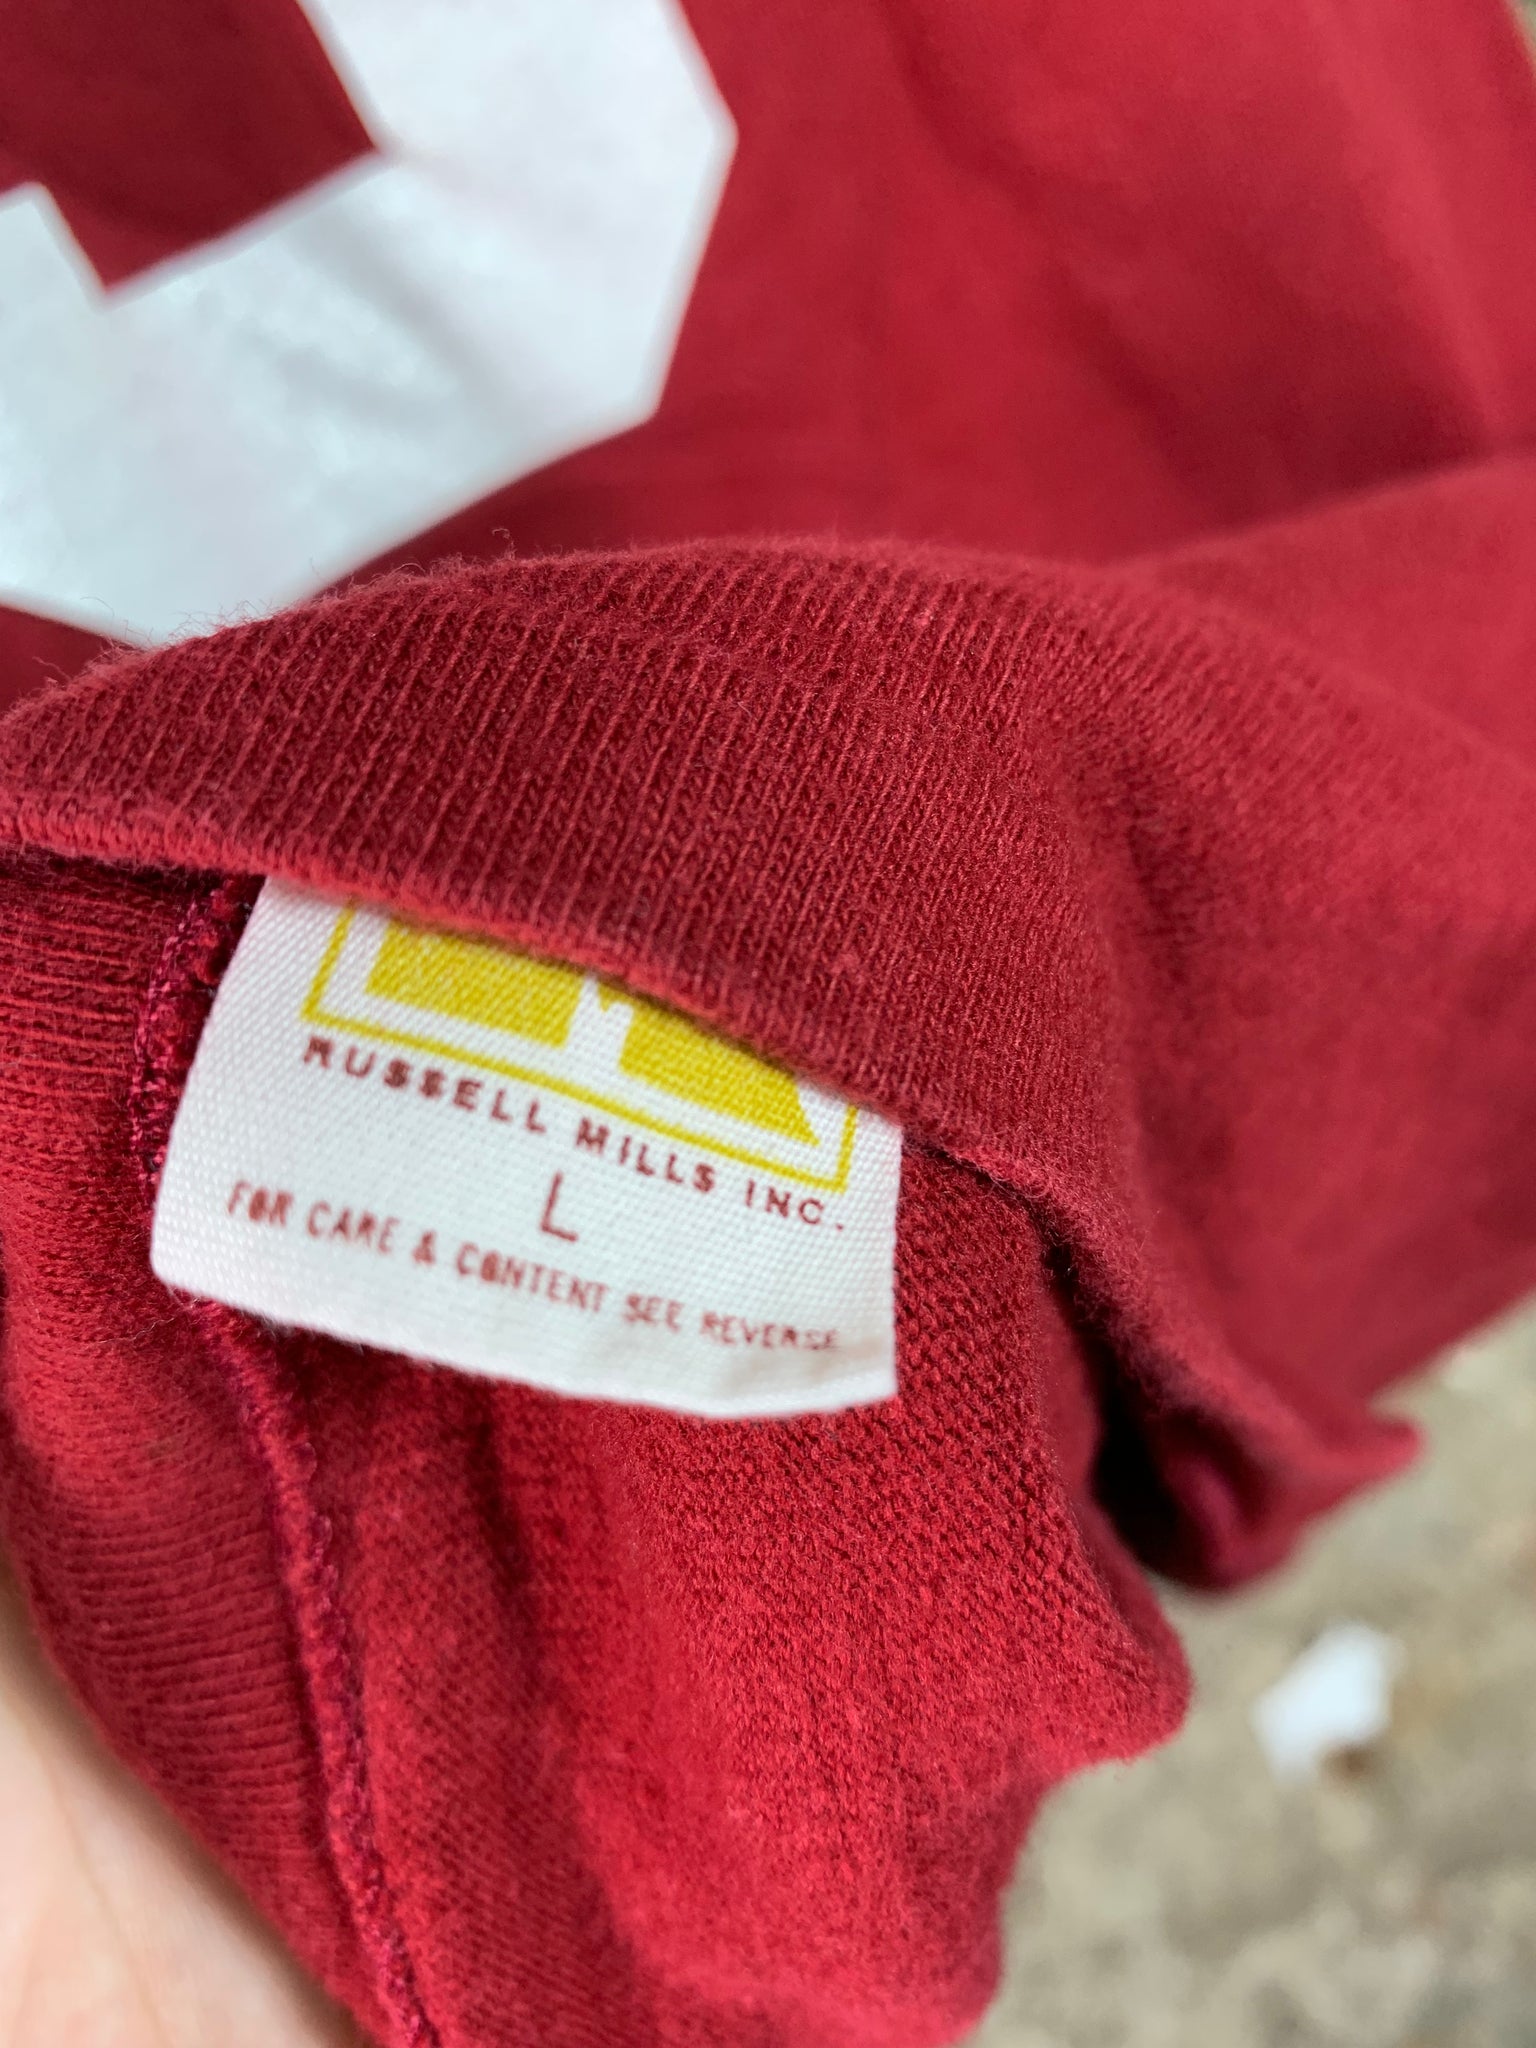 RUSSELL MILLS INC.
L
FOR CARE & CONTENT SEE REVERSE